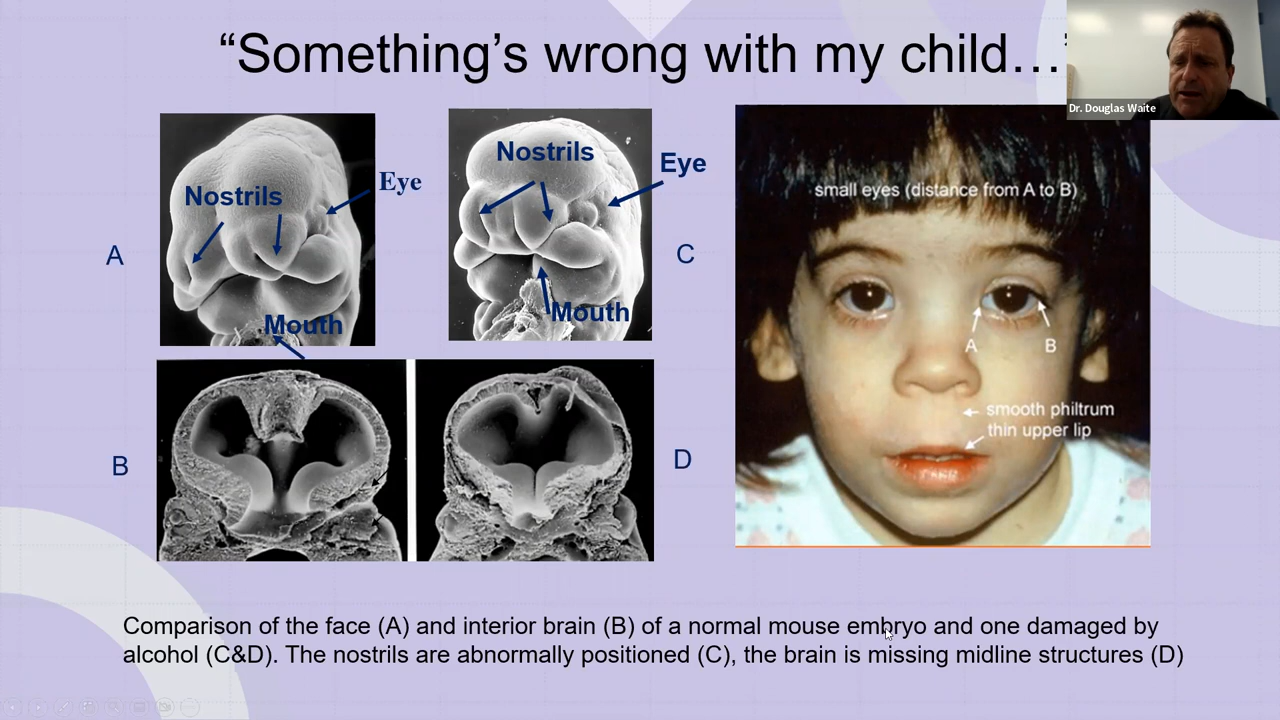 “Something’s wrong with my child…”
Dr. Douglas Waite
Nostrils
Eye
A
Mouth
Nostrils
Eye
C
Mouth
B
D
small eyes (distance from A to B)
A
B
smooth philtrum
thin upper lip
Comparison of the face (A) and interior brain (B) of a normal mouse embryo and one damaged by
alcohol (C&D). The nostrils are abnormally positioned (C), the brain is missing midline structures (D)